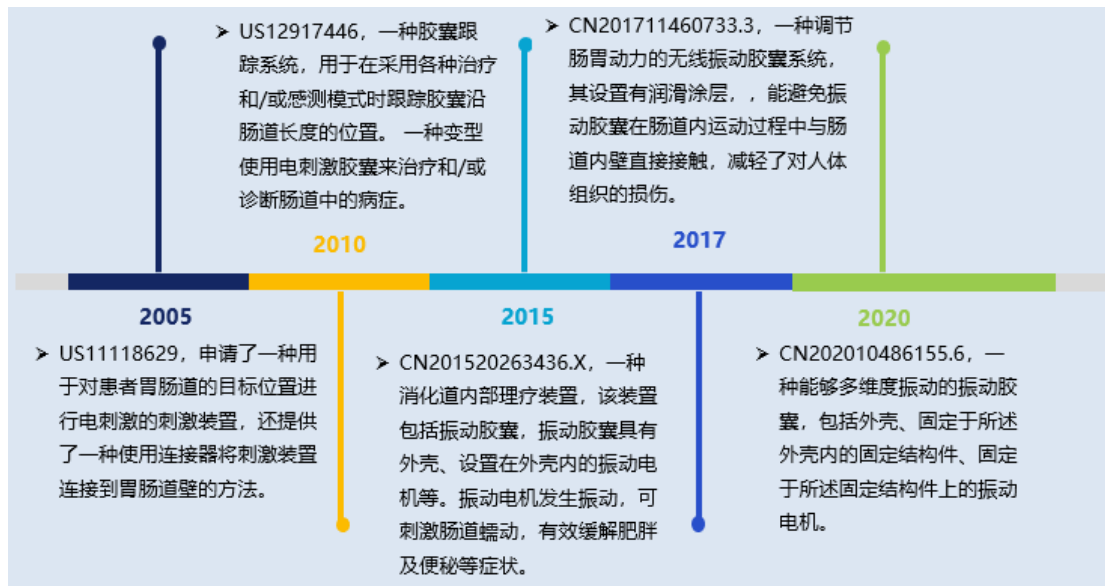 ➢ US12917446，一种胶囊跟
踪系统，用于在采用各种治疗
和/或感测模式时跟踪胶囊沿
肠道长度的位置。 一种变型
使用电刺激胶囊来治疗和/或
诊断肠道中的病症。
➢ CN201711460733.3，一种调节
肠胃动力的无线振动胶囊系统，
其设置有润滑涂层，，能避免振
动胶囊在肠道内运动过程中与肠
道内壁直接接触，减轻了对人体
组织的损伤。
2010
2017
2005
2015
2020
➢ US11118629，申请了一种用
于对患者胃肠道的目标位置进
行电刺激的刺激装置，还提供
了一种使用连接器将刺激装置
连接到胃肠道壁的方法。
➢ CN201520263436.X，一种
消化道内部理疗装置，该装置
包括振动胶囊，振动胶囊具有
外壳、设置在外壳内的振动电
机等。振动电机发生振动，可
刺激肠道蠕动，有效缓解肥胖
及便秘等症状。
➢ CN202010486155.6，一
种能够多维度振动的振动胶
囊，包括外壳、固定于所述
外壳内的固定结构件、固定
于所述固定结构件上的振动
电机。